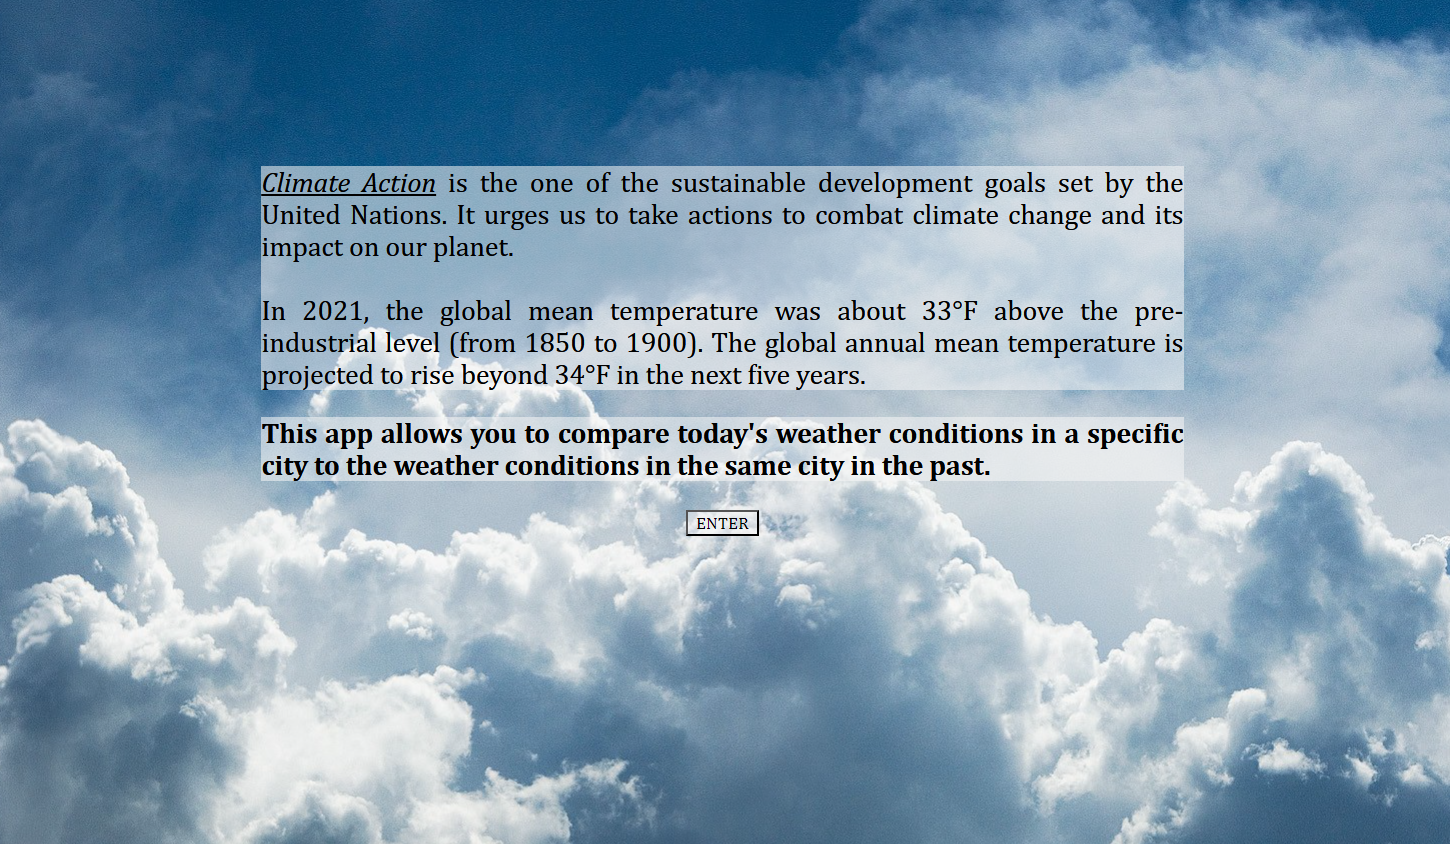 Climate Action is the one of the sustainable development goals set by the
United Nations. It urges us to take actions to combat climate change and its
impact on our planet.
In 2021, the global mean temperature was about 33°F above the pre-
industrial level (from 1850 to 1900). The global annual mean temperature is
projected to rise beyond 34°F in the next five years.
This app allows you to compare today's weather conditions in a specific
city to the weather conditions in the same city in the past.
ENTER